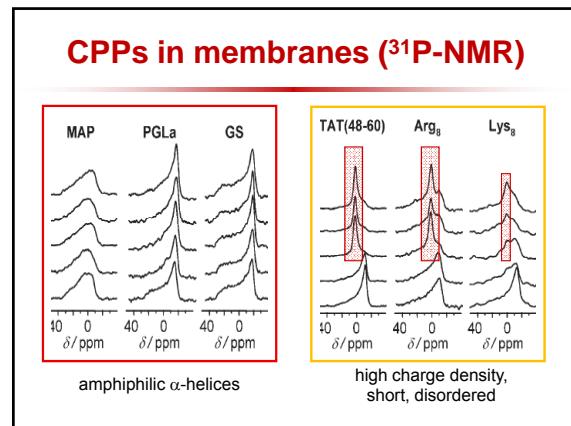 CPPs in membranes (³¹P-NMR)
MAP PGLa GS
40 0 40 0 40 0
δ/ ppm δ/ ppm δ/ ppm
amphiphilic α-helices
TAT(48-60) Arg₈ Lys₈
40 0 40 0 40 0
δ/ ppm δ/ ppm δ/ ppm
high charge density,
short, disordered